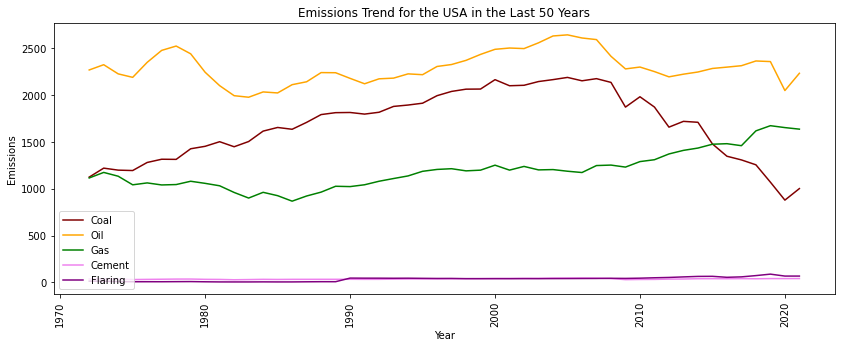 Emissions Trend for the USA in the Last 50 Years
Emissions
2500
2000
1500
1000
500
0
Coal
Oil
Gas
Cement
Flaring
1970
1980
1990
2000
2010
2020
Year